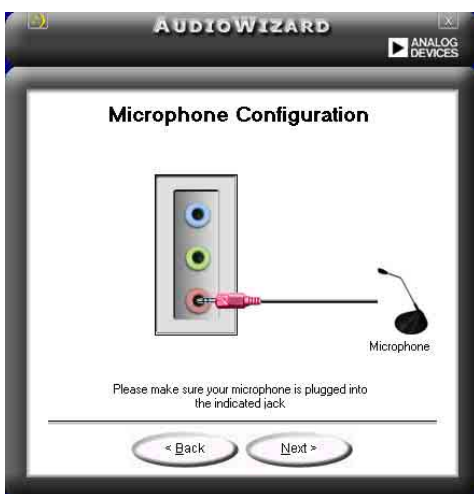 AUDIOWIZARD
ANALOG
DEVICES
Microphone Configuration
Microphone
Please make sure your microphone is plugged into
the indicated jack
< Back
Next >